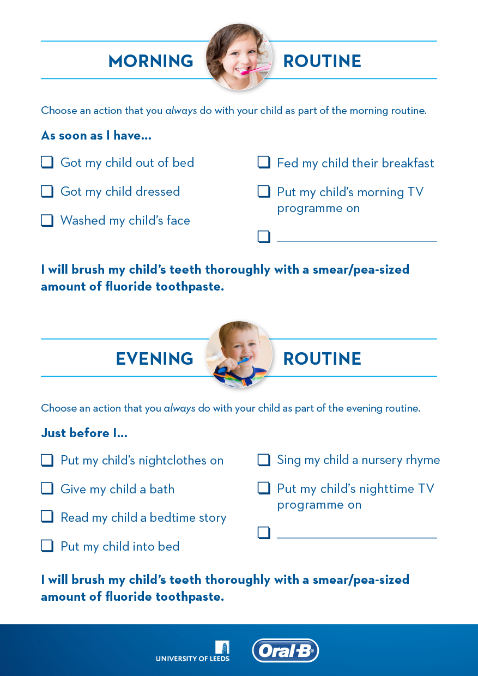 MORNING ROUTINE
Choose an action that you always do with your child as part of the morning routine.
As soon as I have...
Got my child out of bed
Got my child dressed
Washed my child's face
Fed my child their breakfast
Put my child's morning TV
programme on
I will brush my child's teeth thoroughly with a smear/pea-sized
amount of fluoride toothpaste.
EVENING ROUTINE
Choose an action that you always do with your child as part of the evening routine.
Just before I...
Put my child's nightclothes on
Give my child a bath
Read my child a bedtime story
Put my child into bed
Sing my child a nursery rhyme
Put my child's nighttime TV
programme on
I will brush my child's teeth thoroughly with a smear/pea-sized
amount of fluoride toothpaste.
UNIVERSITY OF LEEDS
Oral-B